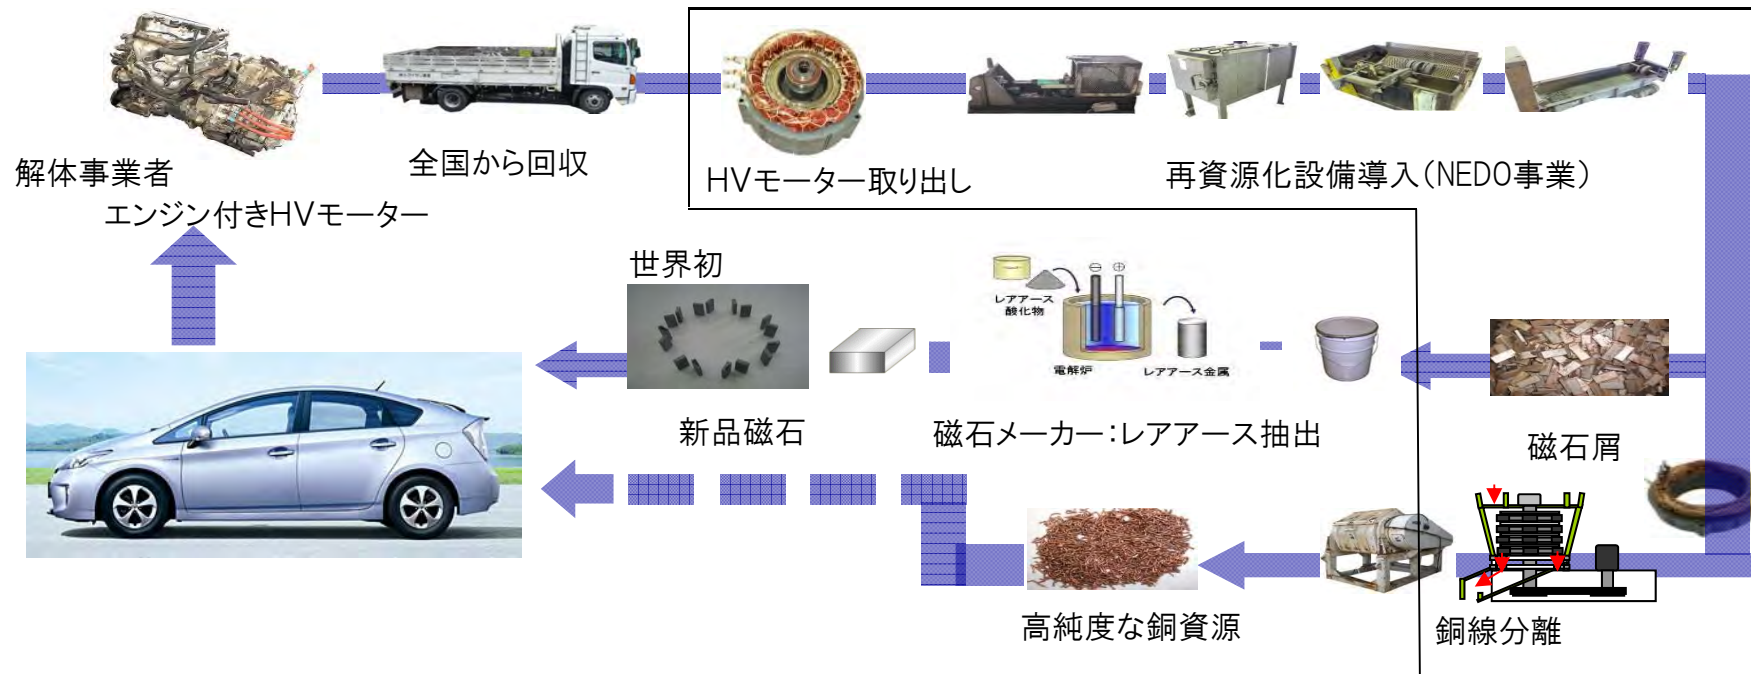 解体事業者
エンジン付きHVモーター
全国から回収
HVモーター取り出し
再資源化設備導入(NEDO事業)
世界初
新品磁石
レアアース
酸化物
⊖ ⊕
電解炉
レアアース金属
磁石メーカー:レアアース抽出
磁石屑
高純度な銅資源
銅線分離